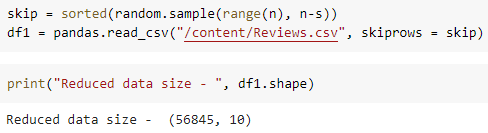 skip = sorted(random.sample(range(n), n-s))
df1 = pandas.read_csv("/content/Reviews.csv", skiprows = skip)
print("Reduced data size - ", df1.shape)
Reduced data size -  (56845, 10)